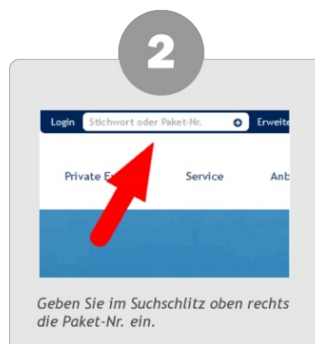 2
Login Stichwort oder Paket-Nr. Erweite
Private E Service Anb
Geben Sie im Suchschlitz oben rechts
die Paket-Nr. ein.